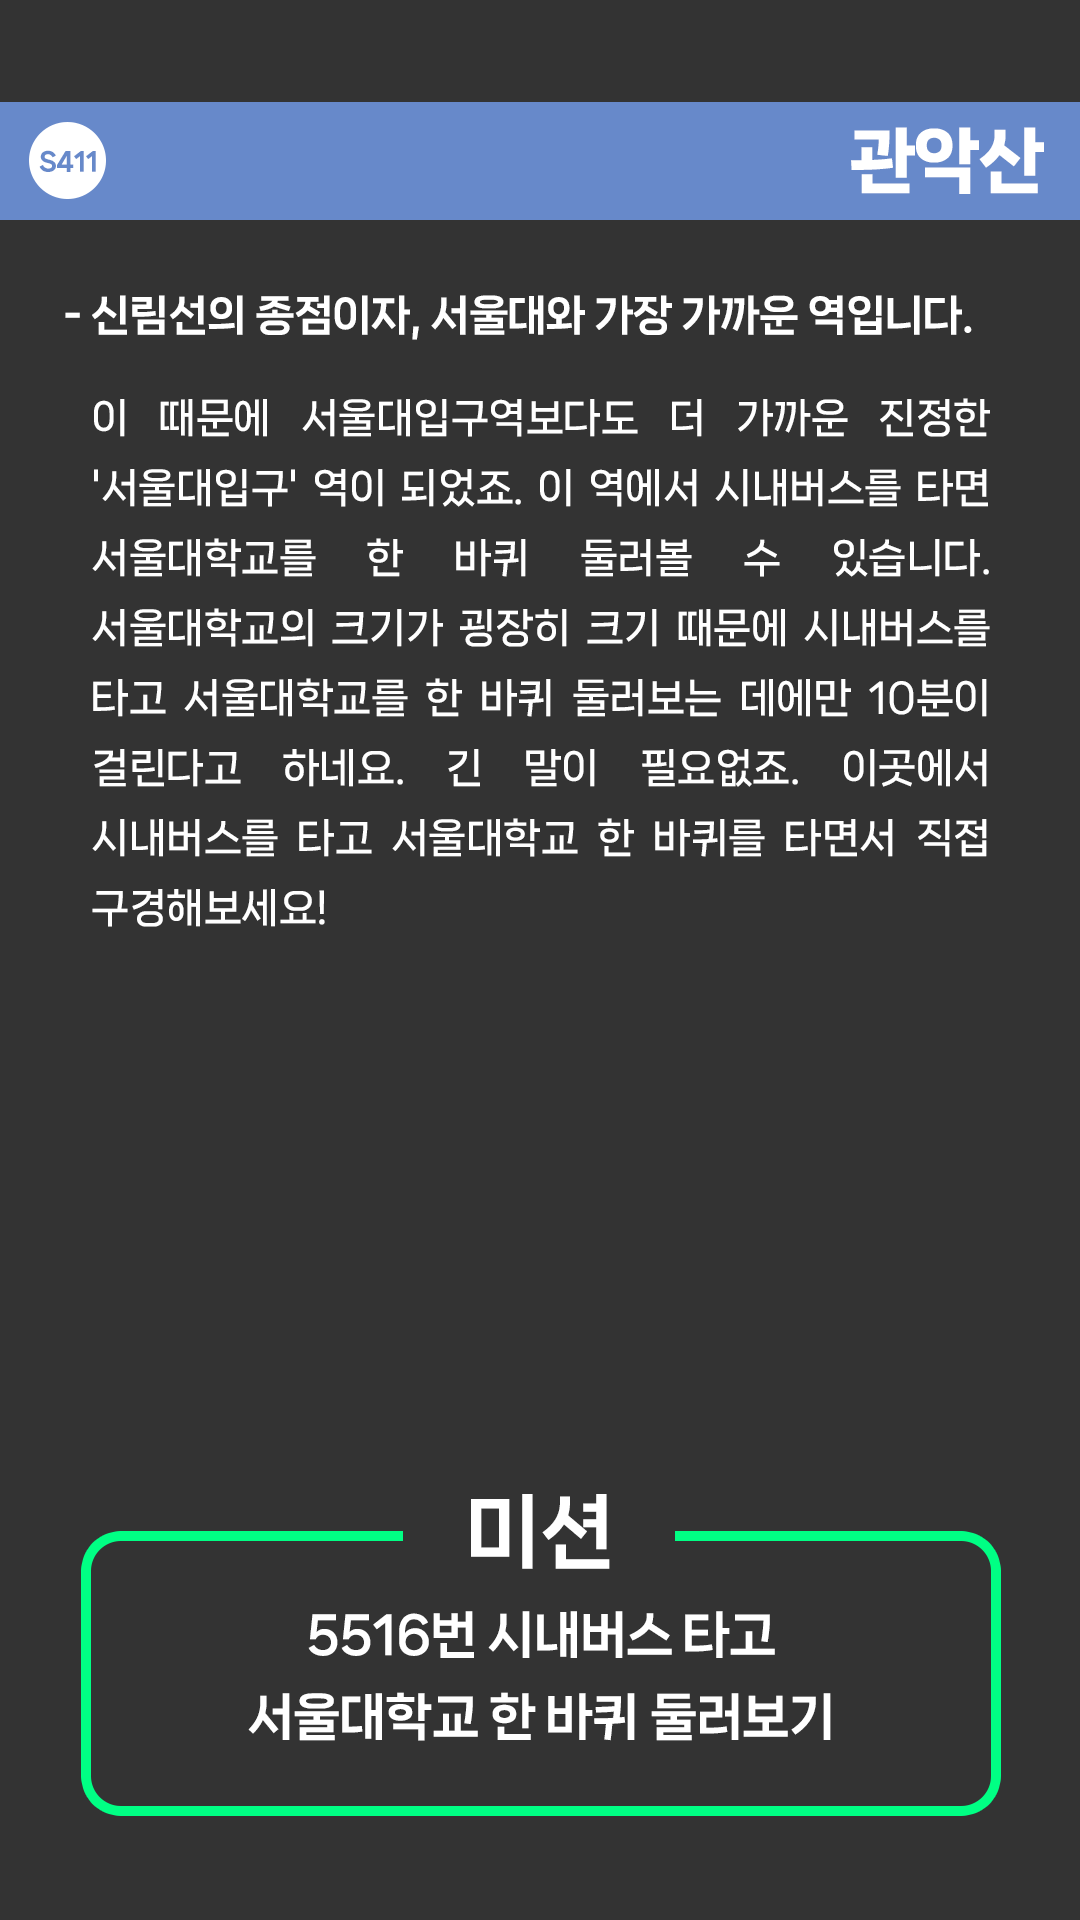 S411
관악산
- 신림선의 종점이자, 서울대와 가장 가까운 역입니다.
이 때문에 서울대입구역보다도 더 가까운 진정한
'서울대입구' 역이 되었죠. 이 역에서 시내버스를 타면
서울대학교를 한 바퀴 둘러볼 수 있습니다.
서울대학교의 크기가 굉장히 크기 때문에 시내버스를
타고 서울대학교를 한 바퀴 둘러보는 데에만 10분이
걸린다고 하네요. 긴 말이 필요없죠. 이곳에서
시내버스를 타고 서울대학교 한 바퀴를 타면서 직접
구경해보세요!
미션
5516번 시내버스 타고
서울대학교 한 바퀴 둘러보기